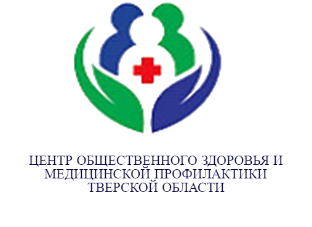 ЦЕНТР ОБЩЕСТВЕННОГО ЗДОРОВЬЯ И
МЕДИЦИНСКОЙ ПРОФИЛАКТИКИ
ТВЕРСКОЙ ОБЛАСТИ